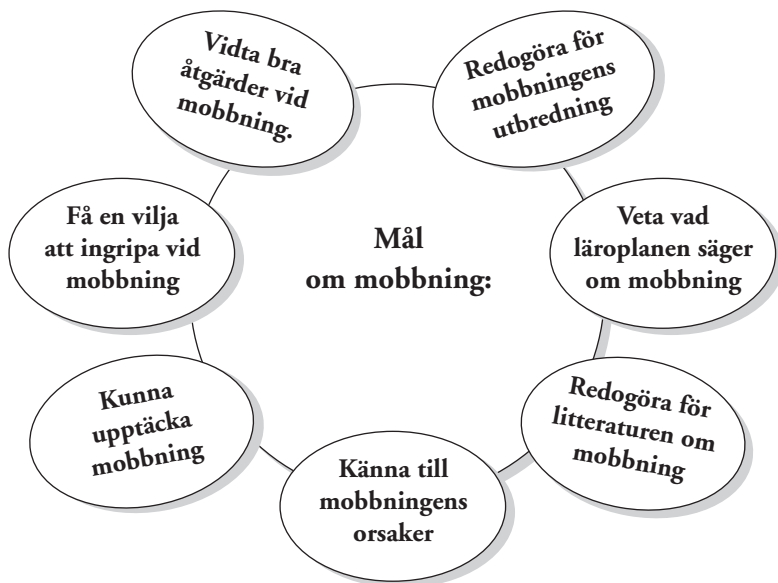 Mål
om mobbning:
Redogöra för
mobbningens
utbredning
Veta vad
läroplanen säger
om mobbning
Redogöra för
litteraturen om
mobbning
Känna till
mobbningens
orsaker
Kunna
upptäcka
mobbning
Få en vilja
att ingripa vid
mobbning
Vidta bra
åtgärder vid
mobbning.